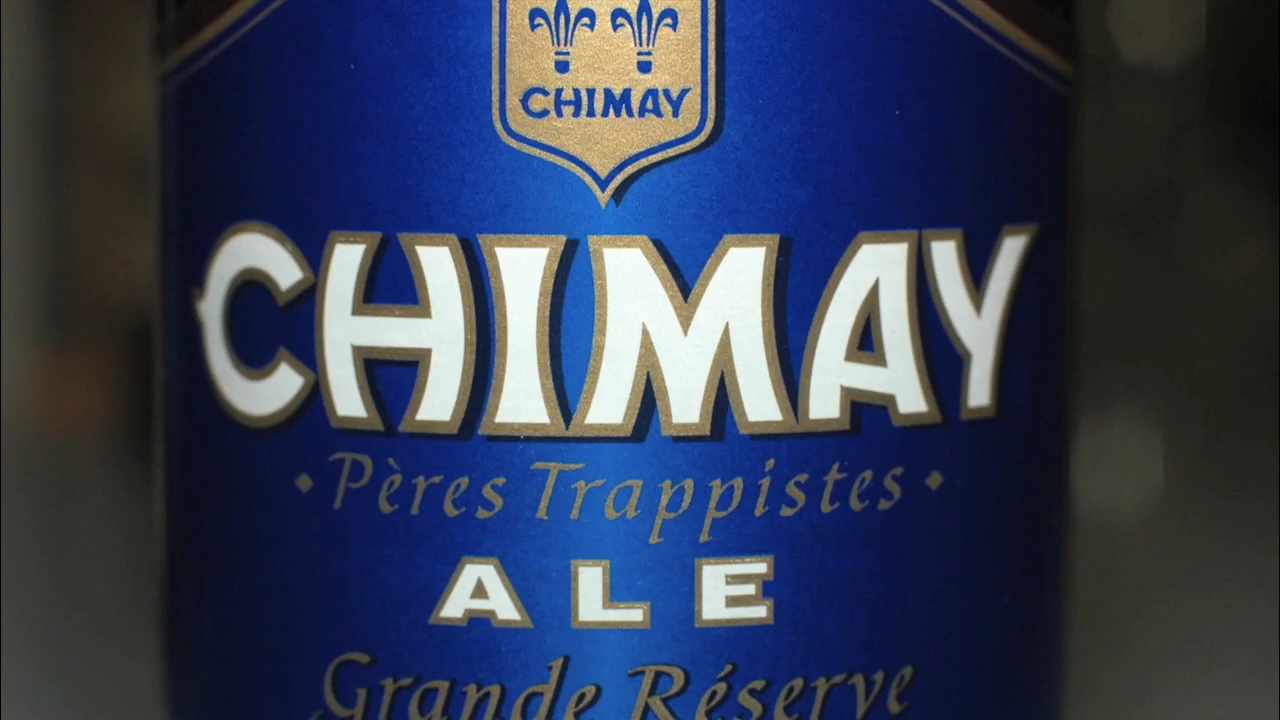 CHIMAY
CHIMAY
• Pères Trappistes •
ALE
Grande Réserve